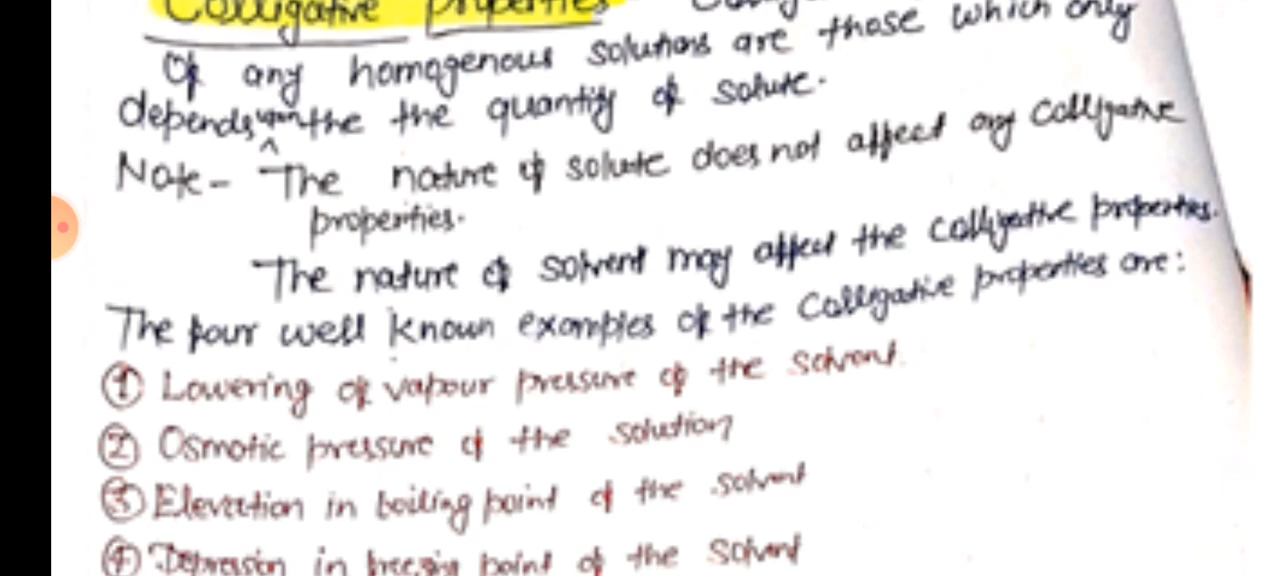 Colligative Properties
Of any homogenous solutions are those which only
depends upon the the quantity of solute.
Note - The nature of solute does not affect any colligative
properties.
The nature of solvent may affect the colligative properties.
The four well known examples of the Colligative properties are:
① Lowering of vapour pressure of the solvent.
② Osmotic pressure of the solution
③ Elevation in boiling point of the solvent
④ Depression in freezing point of the solvent